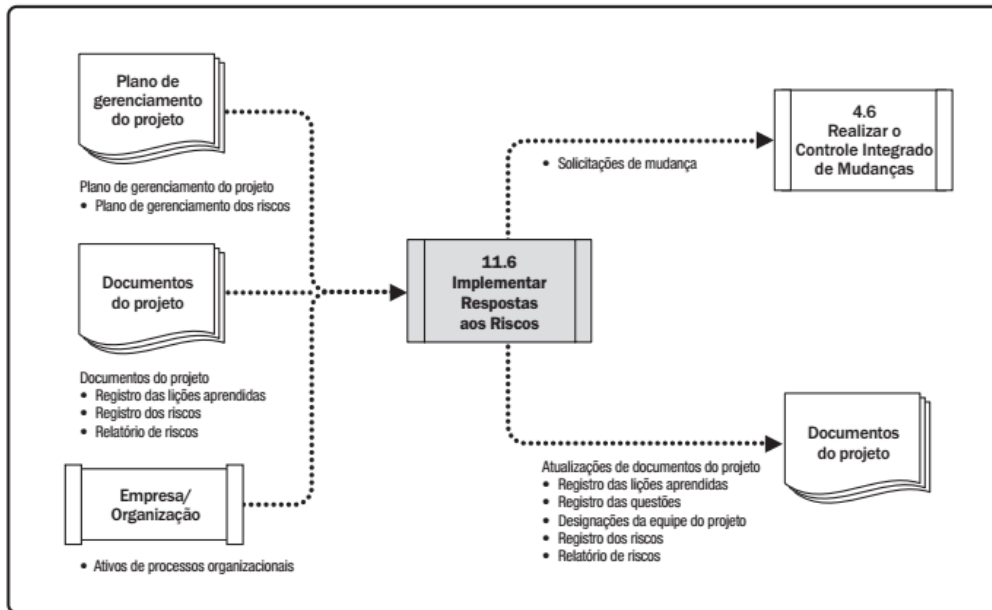 Plano de
gerenciamento
do projeto
Plano de gerenciamento do projeto
• Plano de gerenciamento dos riscos
Documentos
do projeto
Documentos do projeto
• Registro das lições aprendidas
• Registro dos riscos
• Relatório de riscos
Empresa/
Organização
• Ativos de processos organizacionais
11.6
Implementar
Respostas
aos Riscos
• Solicitações de mudança
4.6
Realizar o
Controle Integrado
de Mudanças
Atualizações de documentos do projeto
• Registro das lições aprendidas
• Registro das questões
• Designações da equipe do projeto
• Registro dos riscos
• Relatório de riscos
Documentos
do projeto